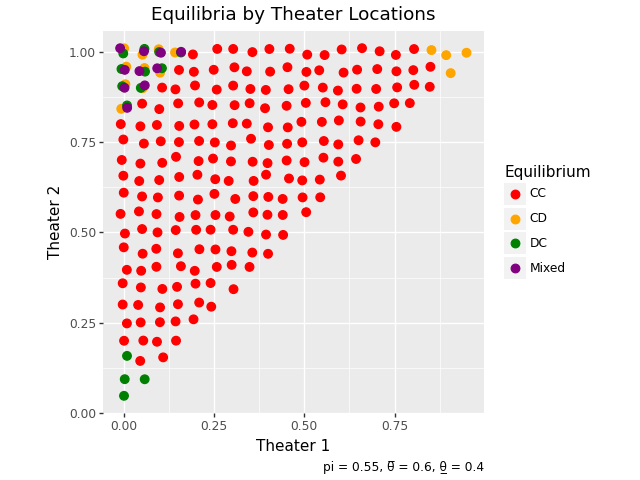 Equilibria by Theater Locations
1.00
0.75
0.50
0.25
0.00
Theater 2
0.00
0.25
0.50
0.75
Theater 1
Equilibrium
CC
CD
DC
Mixed
pi = 0.55, θ̅ = 0.6, θ̲ = 0.4